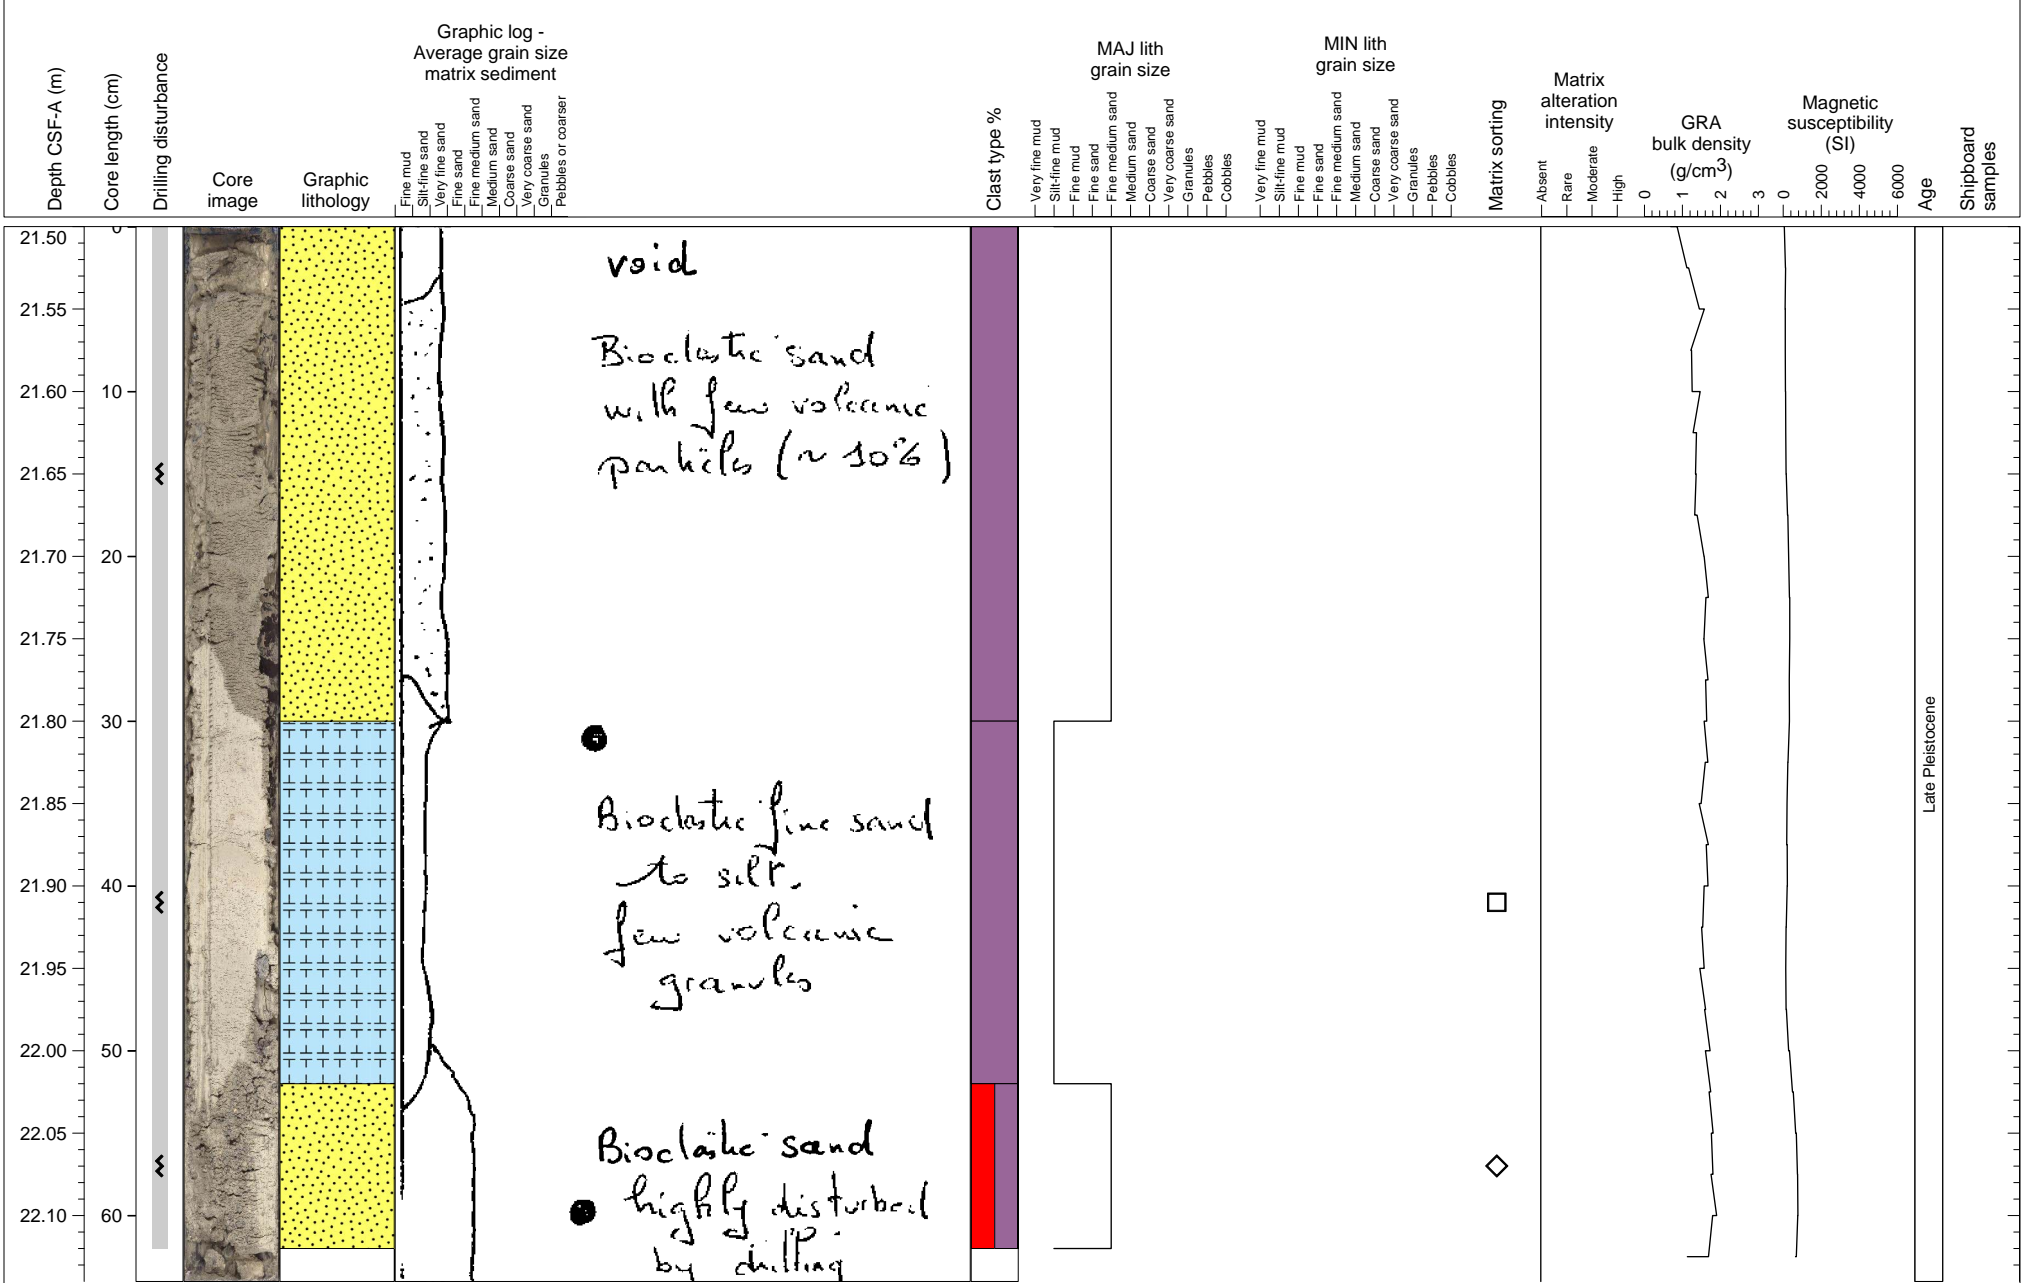 Depth CSF-A (m)
Core length (cm)
Drilling disturbance
Core
image
Graphic
lithology
Graphic log -
Average grain size
matrix sediment
Fine mud
Silt-fine sand
Very fine sand
Fine sand
Fine medium sand
Medium sand
Coarse sand
Very coarse sand
Granules
Pebbles or coarser
Clast type %
MAJ lith
grain size
Very fine mud
Silt-fine mud
Fine mud
Fine sand
Fine medium sand
Medium sand
Coarse sand
Very coarse sand
Granules
Pebbles
Cobbles
MIN lith
grain size
Very fine mud
Silt-fine mud
Fine mud
Fine sand
Fine medium sand
Medium sand
Coarse sand
Very coarse sand
Granules
Pebbles
Cobbles
Matrix sorting
Matrix
alteration
intensity
Absent
Rare
Moderate
High
GRA
bulk density
(g/cm3)
0 1 2 3
Magnetic
susceptibility
(SI)
0 2000 4000 6000
Age
Shipboard
samples
21.50
21.55
21.60
21.65
21.70
21.75
21.80
21.85
21.90
21.95
22.00
22.05
22.10
0
10
20
30
40
50
60
void
Bioclastic sand
with few volcanic
particles (~ 10%)
Bioclastic fine sand
to silt.
few volcanic
granules
Bioclastic sand
highly disturbed
by drilling
Late Pleistocene